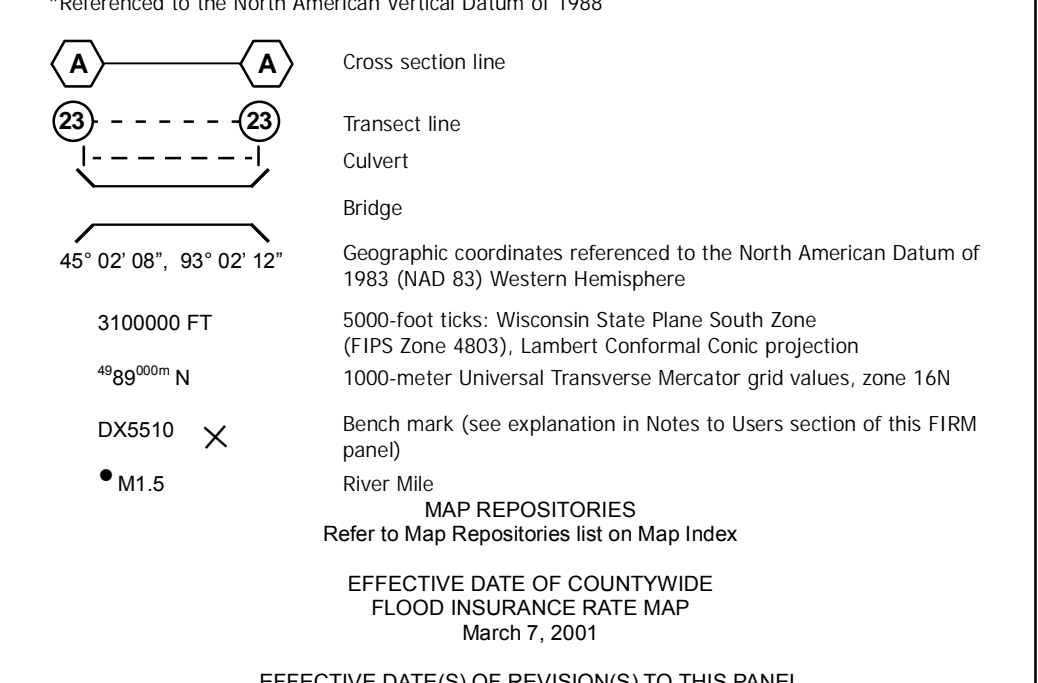 *Referenced to the North American Vertical Datum of 1988
A A Cross section line
23 23 Transect line
Culvert
Bridge
45° 02' 08", 93° 02' 12" Geographic coordinates referenced to the North American Datum of
1983 (NAD 83) Western Hemisphere
3100000 FT 5000-foot ticks: Wisconsin State Plane South Zone
(FIPS Zone 4803), Lambert Conformal Conic projection
4989000m N 1000-meter Universal Transverse Mercator grid values, zone 16N
DX5510 Bench mark (see explanation in Notes to Users section of this FIRM
panel)
M1.5 River Mile
MAP REPOSITORIES
Refer to Map Repositories list on Map Index
EFFECTIVE DATE OF COUNTYWIDE
FLOOD INSURANCE RATE MAP
March 7, 2001
EFFECTIVE DATE(S) OF REVISION(S) TO THIS PANEL